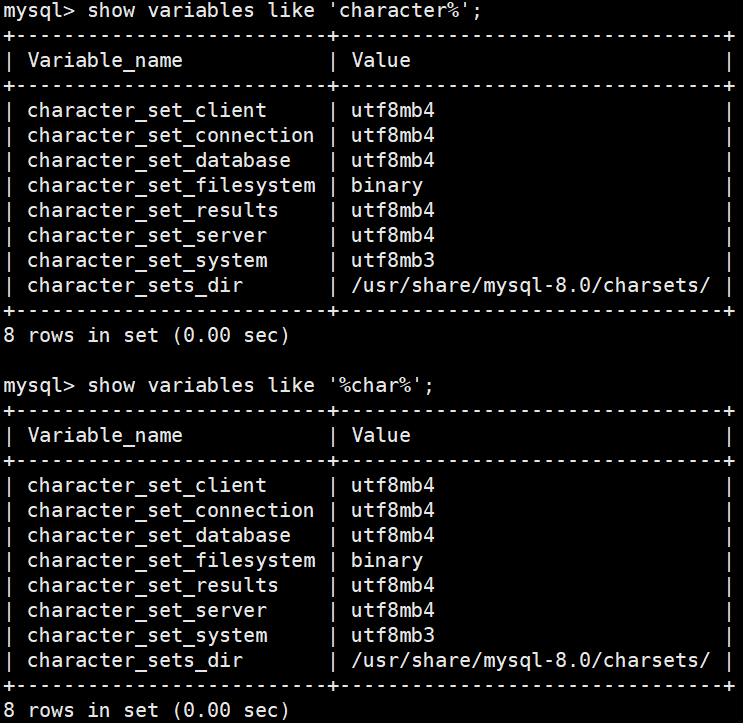 mysql> show variables like 'character%';
+--------------------------+--------------------------------+
| Variable_name            | Value                          |
+--------------------------+--------------------------------+
| character_set_client     | utf8mb4                        |
| character_set_connection | utf8mb4                        |
| character_set_database   | utf8mb4                        |
| character_set_filesystem | binary                         |
| character_set_results    | utf8mb4                        |
| character_set_server     | utf8mb4                        |
| character_set_system     | utf8mb3                        |
| character_sets_dir       | /usr/share/mysql-8.0/charsets/ |
+--------------------------+--------------------------------+
8 rows in set (0.00 sec)

mysql> show variables like '%char%';
+--------------------------+--------------------------------+
| Variable_name            | Value                          |
+--------------------------+--------------------------------+
| character_set_client     | utf8mb4                        |
| character_set_connection | utf8mb4                        |
| character_set_database   | utf8mb4                        |
| character_set_filesystem | binary                         |
| character_set_results    | utf8mb4                        |
| character_set_server     | utf8mb4                        |
| character_set_system     | utf8mb3                        |
| character_sets_dir       | /usr/share/mysql-8.0/charsets/ |
+--------------------------+--------------------------------+
8 rows in set (0.00 sec)